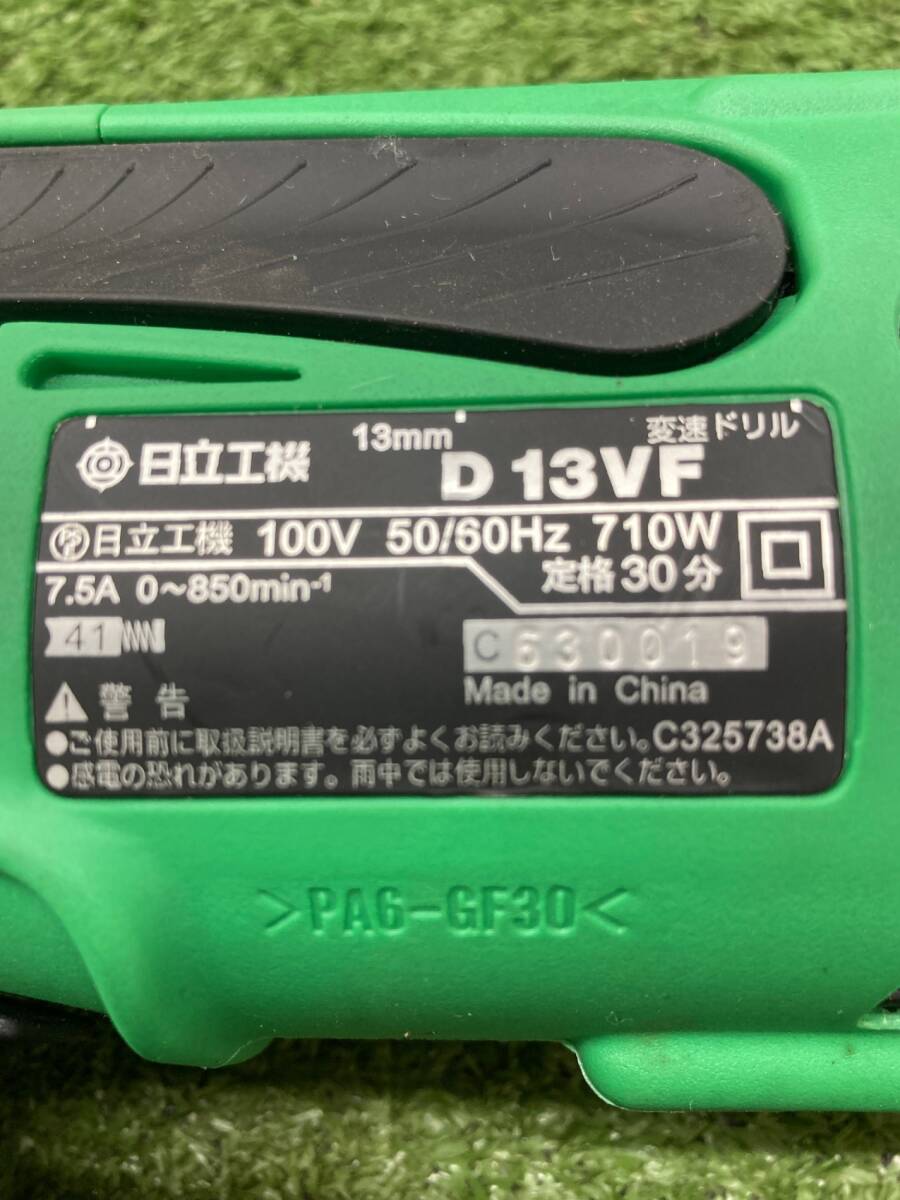 日立工機 13mm 変速ドリル
D 13VF
日立工機 100V 50/60Hz 710W
7.5A 0~850min-1 定格 30分
41
C630019
Made in China
警告
●ご使用前に取扱説明書を必ずよくお読みください。C325738A
●感電の恐れがあります。雨中では使用しないでください。
>PA6-GF30<